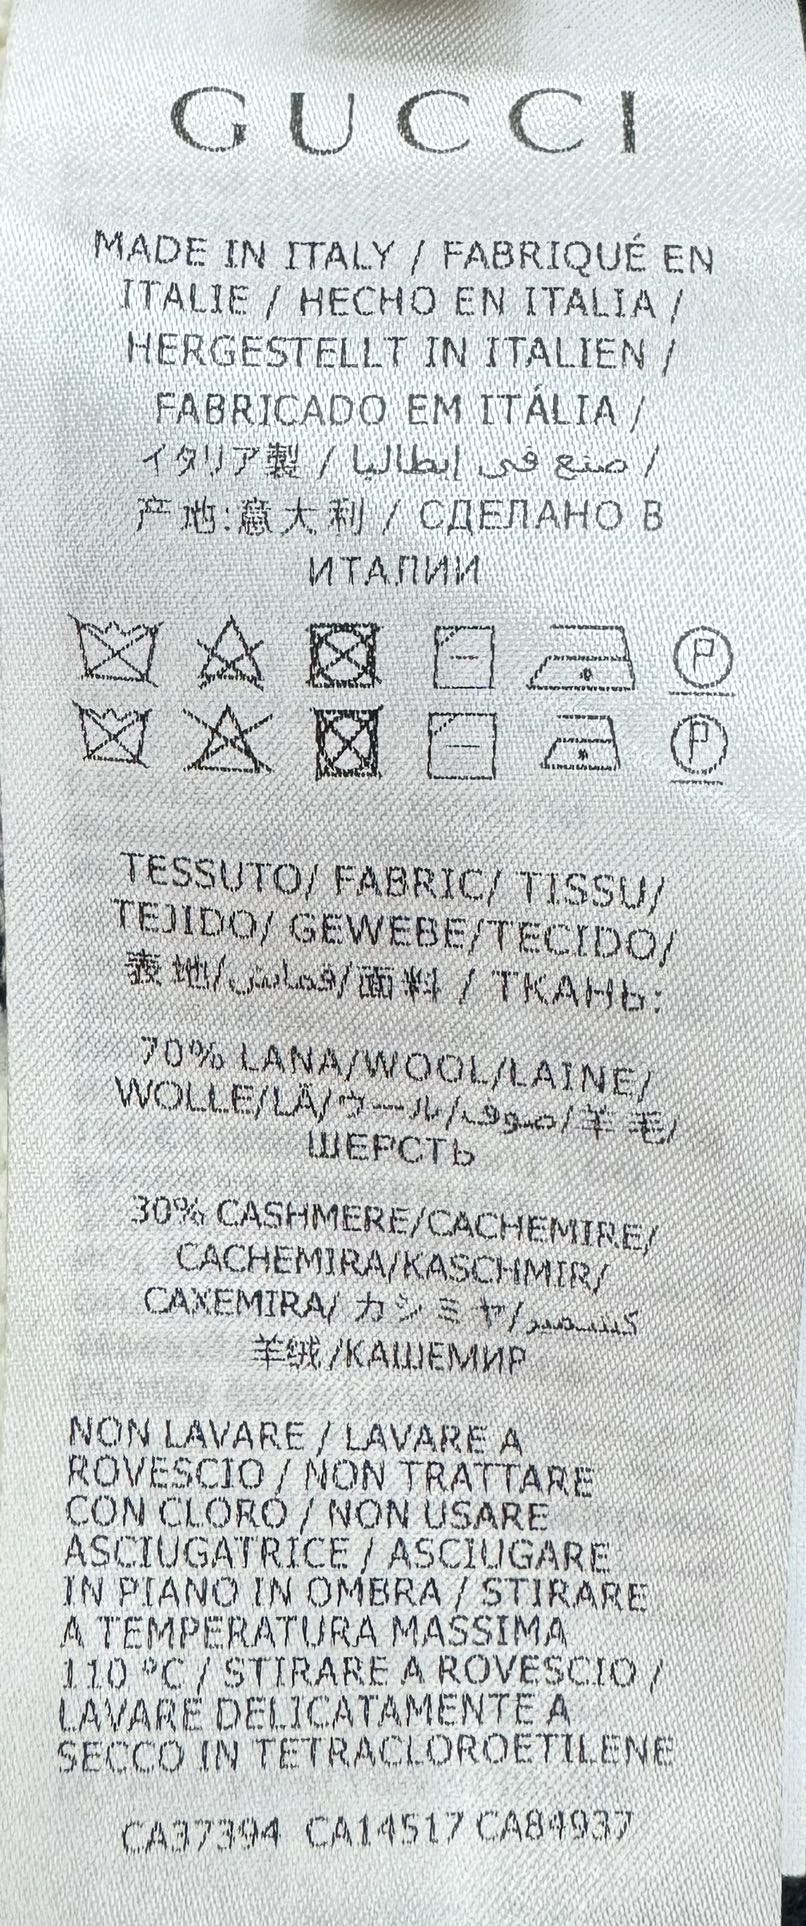 GUCCI
MADE IN ITALY / FABRIQUÉ EN
ITALIE / HECHO EN ITALIA /
HERGESTELLT IN ITALIEN /
FABRICADO EM ITÁLIA /
イタリア製 / صنع في إيطاليا /
产地:意大利 / СДЕЛАНО В
ИТАЛИИ
P
P
TESSUTO/ FABRIC/ TISSU/
TEJIDO/ GEWEBE/TECIDO/
表地/قماش/面料 / ТКАНЬ:
70% LANA/WOOL/LAINE/
WOLLE/LÃ/ウール/صوف/羊毛/
ШЕРСТЬ
30% CASHMERE/CACHEMIRE/
CACHEMIRA/KASCHMIR/
CAXEMIRA/ カシミヤ/كشمير
羊绒/КАШЕМИР
NON LAVARE / LAVARE A
ROVESCIO / NON TRATTARE
CON CLORO / NON USARE
ASCIUGATRICE / ASCIUGARE
IN PIANO IN OMBRA / STIRARE
A TEMPERATURA MASSIMA
110 ºC / STIRARE A ROVESCIO /
LAVARE DELICATAMENTE A
SECCO IN TETRACLOROETILENE
CA37394 CA14517 CA84937